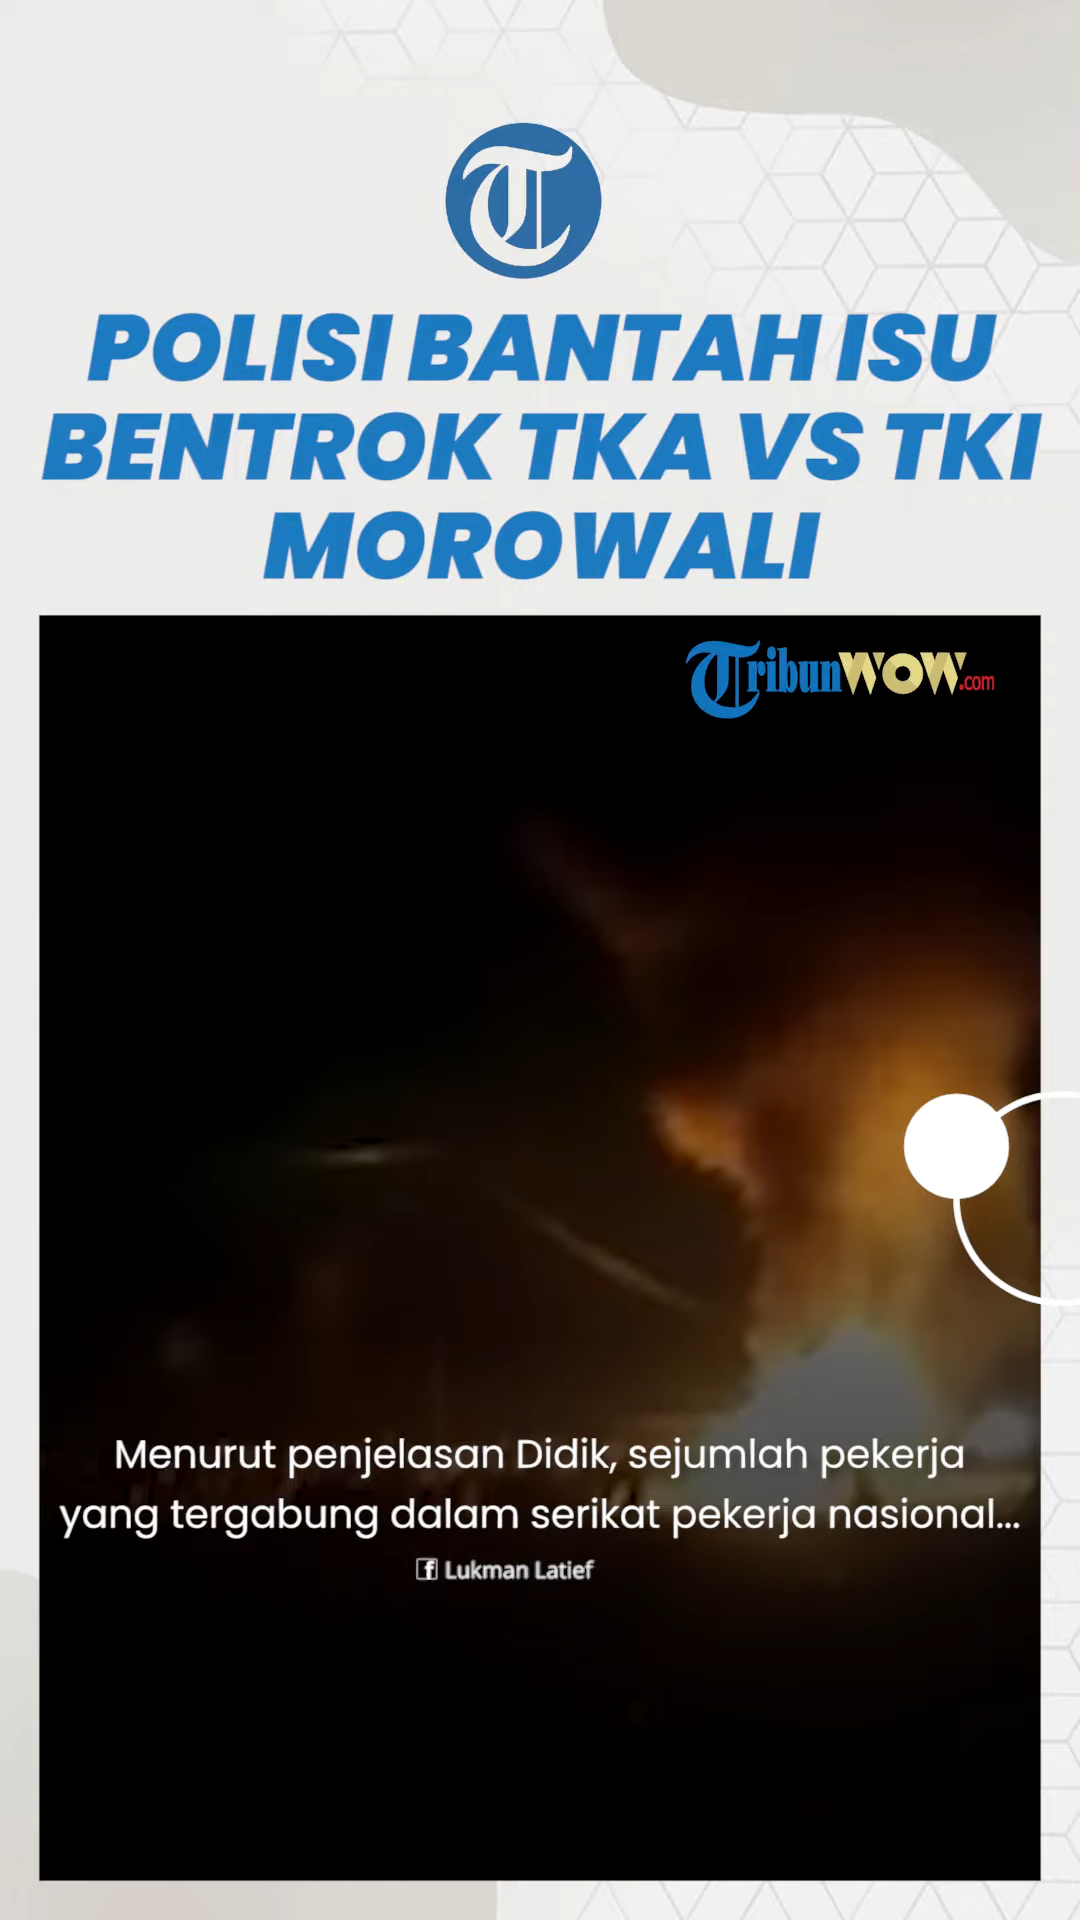 T
POLISI BANTAH ISU
BENTROK TKA VS TKI
MOROWALI
TribunWOW.com
Menurut penjelasan Didik, sejumlah pekerja
yang tergabung dalam serikat pekerja nasional...
f Lukman Latief